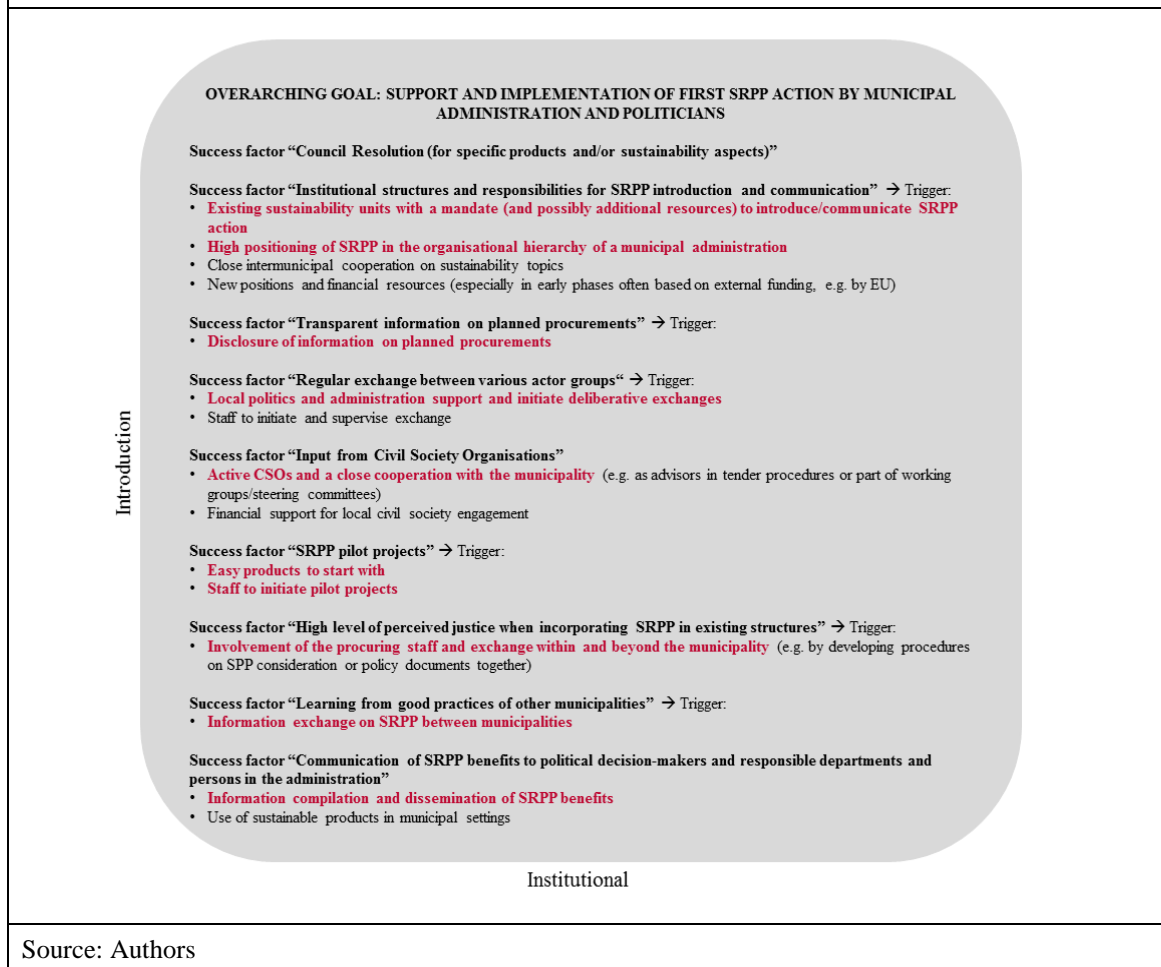 OVERARCHING GOAL: SUPPORT AND IMPLEMENTATION OF FIRST SRPP ACTION BY MUNICIPAL
ADMINISTRATION AND POLITICIANS
Success factor “Council Resolution (for specific products and/or sustainability aspects)”
Success factor “Institutional structures and responsibilities for SRPP introduction and communication” → Trigger:
• Existing sustainability units with a mandate (and possibly additional resources) to introduce/communicate SRPP
action
• High positioning of SRPP in the organisational hierarchy of a municipal administration
• Close intermunicipal cooperation on sustainability topics
• New positions and financial resources (especially in early phases often based on external funding, e.g. by EU)
Success factor “Transparent information on planned procurements” → Trigger:
• Disclosure of information on planned procurements
Success factor “Regular exchange between various actor groups“ → Trigger:
• Local politics and administration support and initiate deliberative exchanges
• Staff to initiate and supervise exchange
Success factor “Input from Civil Society Organisations”
• Active CSOs and a close cooperation with the municipality (e.g. as advisors in tender procedures or part of working
groups/steering committees)
• Financial support for local civil society engagement
Success factor “SRPP pilot projects” → Trigger:
• Easy products to start with
• Staff to initiate pilot projects
Success factor “High level of perceived justice when incorporating SRPP in existing structures” → Trigger:
• Involvement of the procuring staff and exchange within and beyond the municipality (e.g. by developing procedures
on SPP consideration or policy documents together)
Success factor “Learning from good practices of other municipalities” → Trigger:
• Information exchange on SRPP between municipalities
Success factor “Communication of SRPP benefits to political decision-makers and responsible departments and
persons in the administration”
• Information compilation and dissemination of SRPP benefits
• Use of sustainable products in municipal settings
Introduction
Institutional
Source: Authors